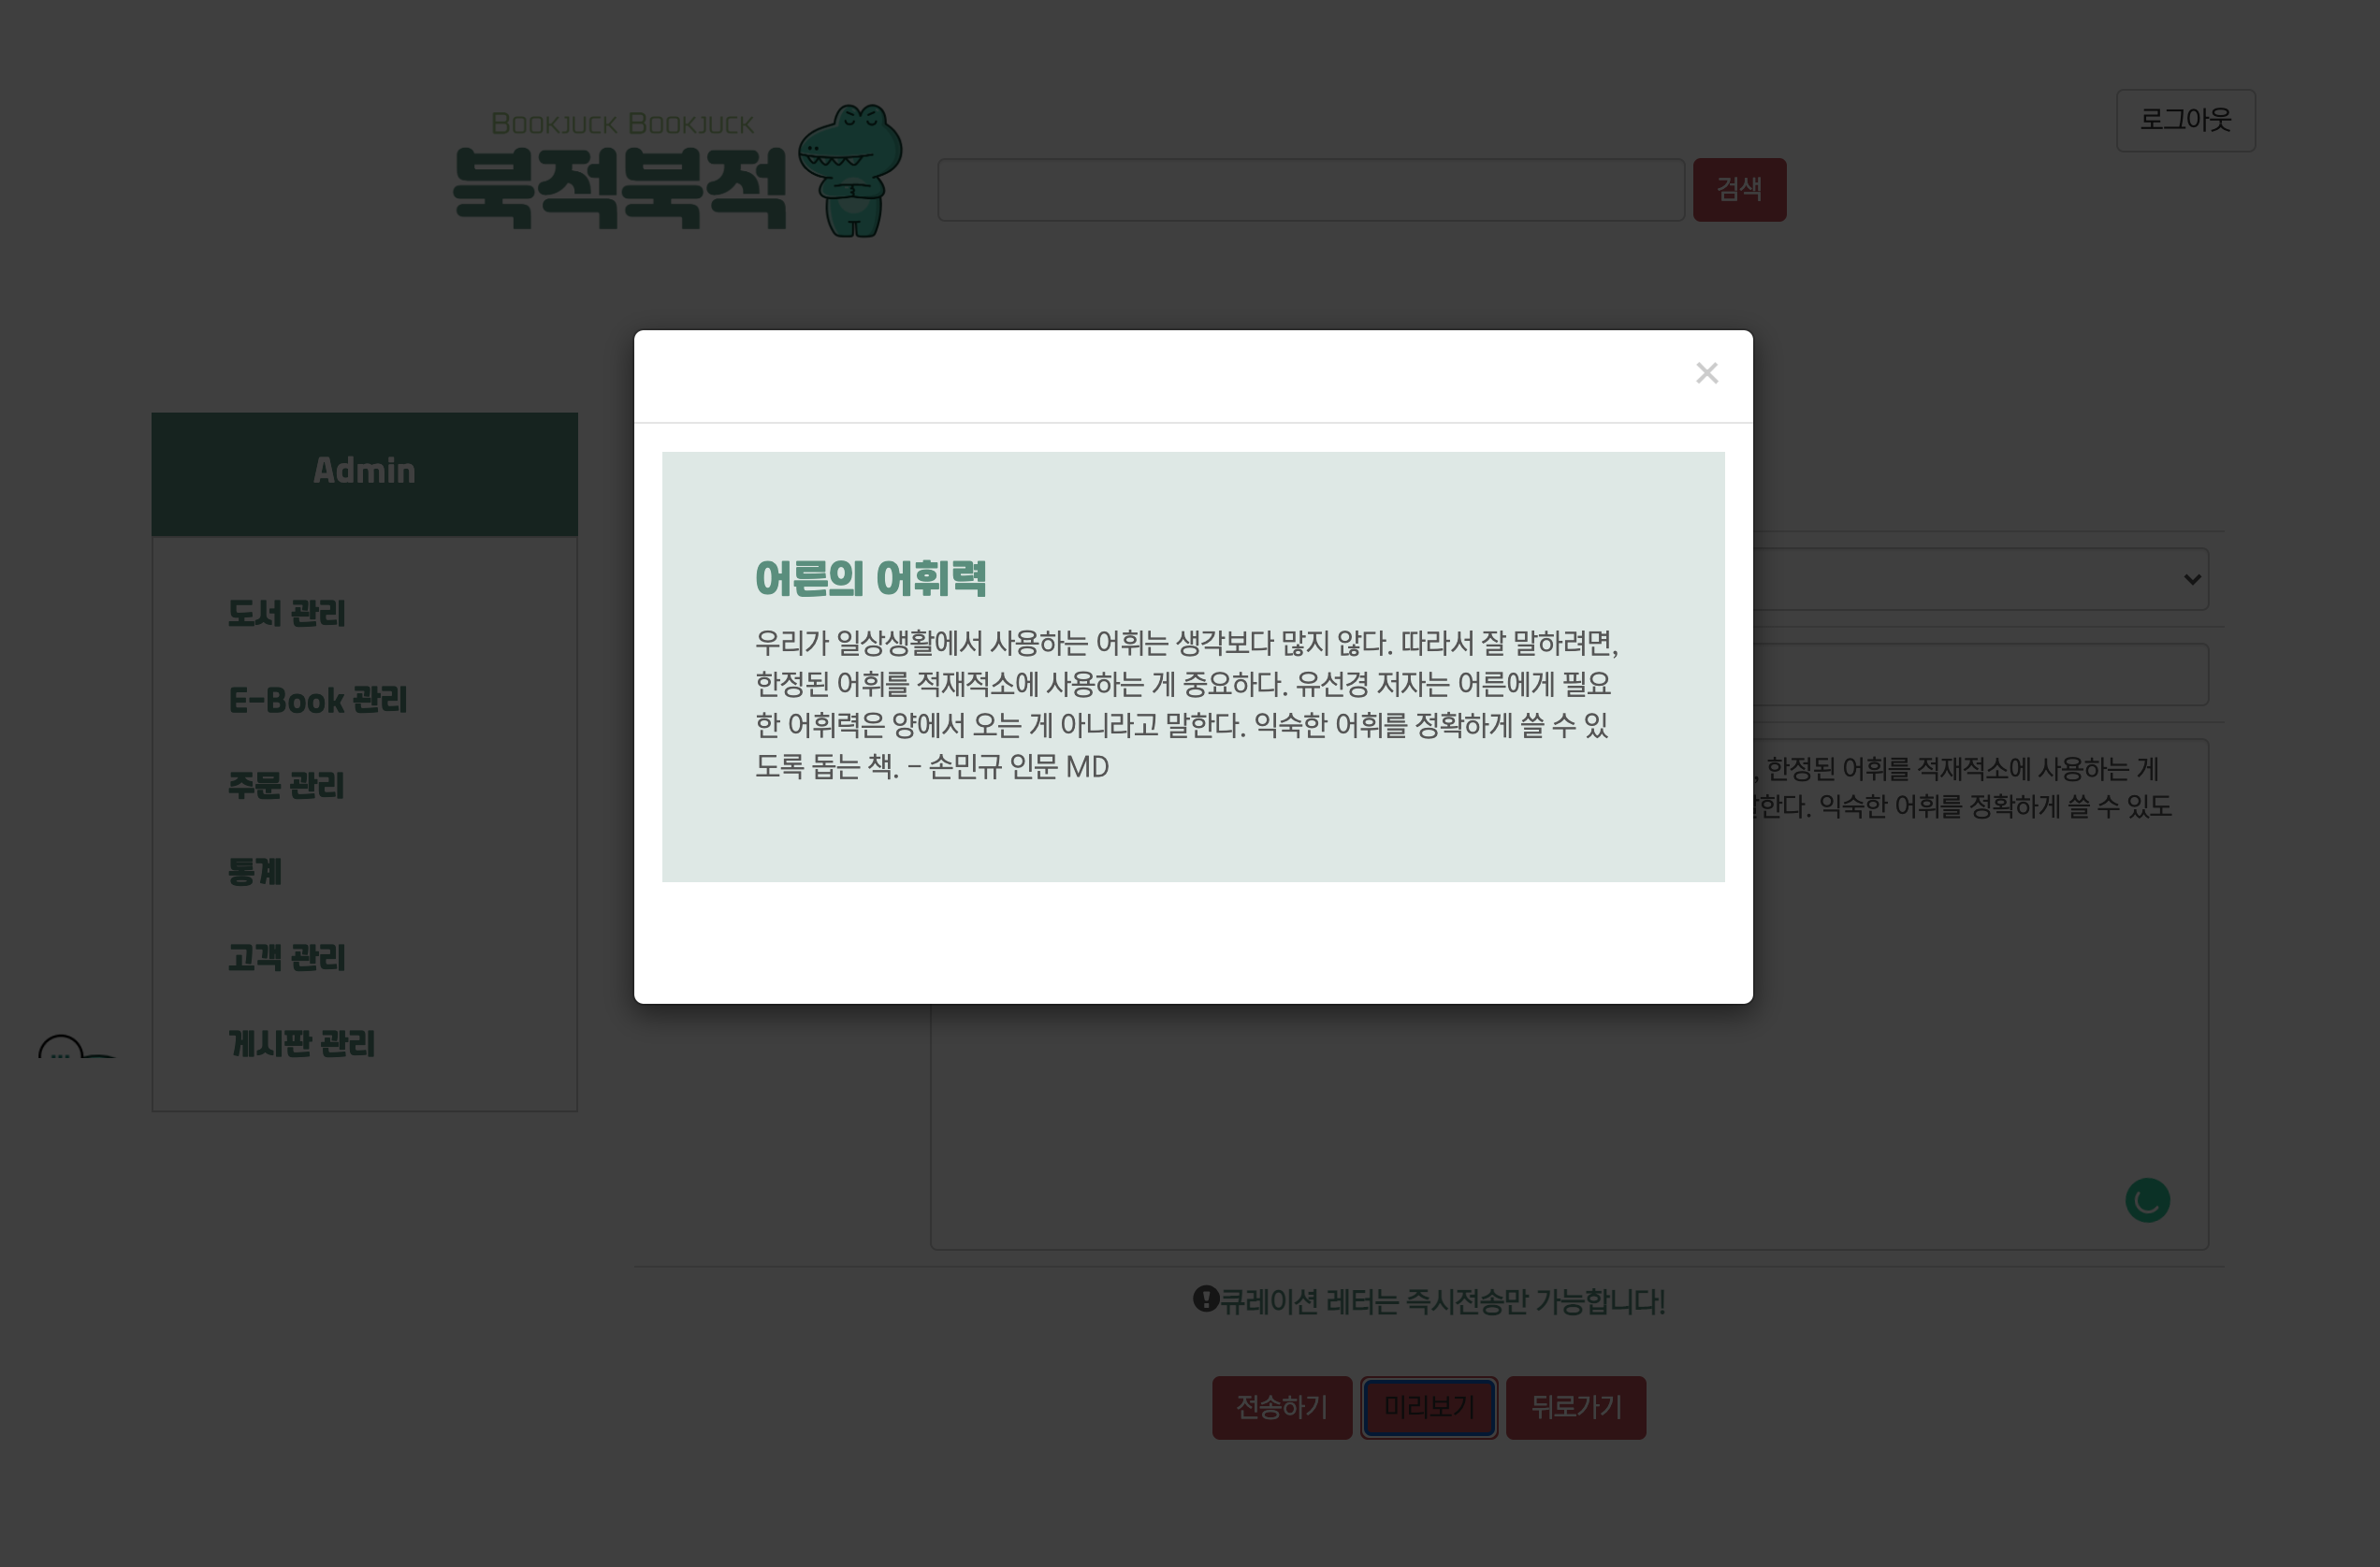 로그아웃
BOOKJUCK BOOKJUCK
북적북적
검색
×
Admin
도서 관리
E-Book 관리
주문 관리
통계
고객 관리
게시판 관리
어른의 어휘력
우리가 일상생활에서 사용하는 어휘는 생각보다 많지 않다. 따라서 잘 말하려면,
한정된 어휘를 적재적소에 사용하는 게 중요하다. 유선경 저자는 어른에게 필요
한 어휘력은 양에서 오는 게 아니라고 말한다. 익숙한 어휘를 정확하게 쓸 수 있
도록 돕는 책. - 손민규 인문 MD
, 한정된 어휘를 적재적소에 사용하는 게
말한다. 익숙한 어휘를 정확하게 쓸 수 있도
큐레이션 레터는 즉시전송만 가능합니다!
전송하기 미리보기 뒤로가기